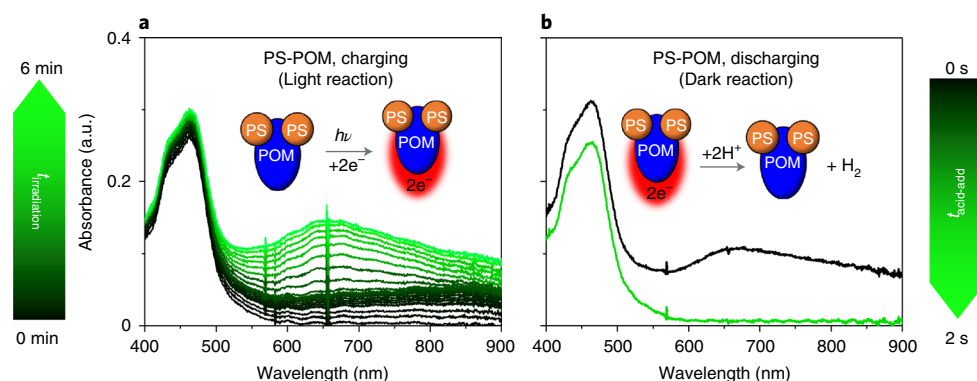 a
b
6 min
t irradiation
0 min
Absorbance (a.u.)
0.4
0.2
0
PS-POM, charging
(Light reaction)
PS PS
POM
hν
+2e⁻
PS PS
POM
2e⁻
400 500 600 700 800 900
Wavelength (nm)
PS-POM, discharging
(Dark reaction)
PS PS
POM
2e⁻
+2H⁺
PS PS
POM
+ H₂
400 500 600 700 800 900
Wavelength (nm)
0 s
t acid-add
2 s